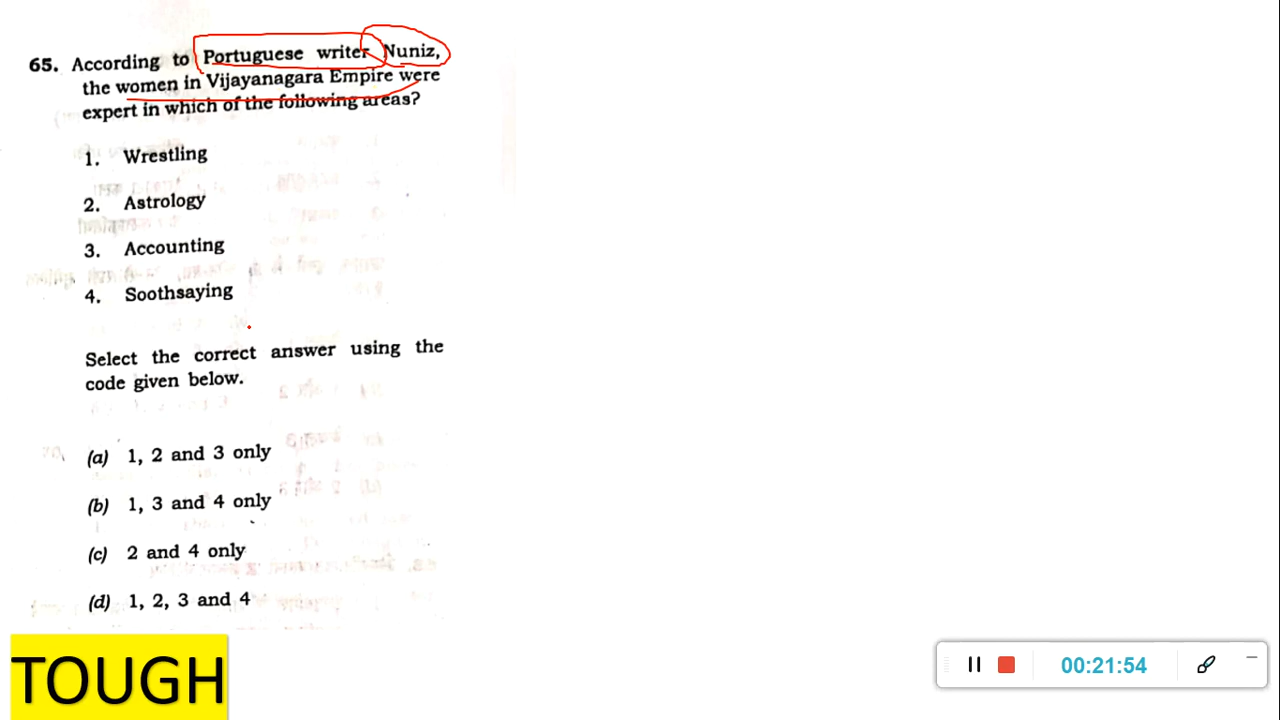 65. According to Portuguese writer Nuniz,
the women in Vijayanagara Empire were
expert in which of the following areas?
1. Wrestling
2. Astrology
3. Accounting
4. Soothsaying
Select the correct answer using the
code given below.
(a) 1, 2 and 3 only
(b) 1, 3 and 4 only
(c) 2 and 4 only
(d) 1, 2, 3 and 4
TOUGH
00:21:54